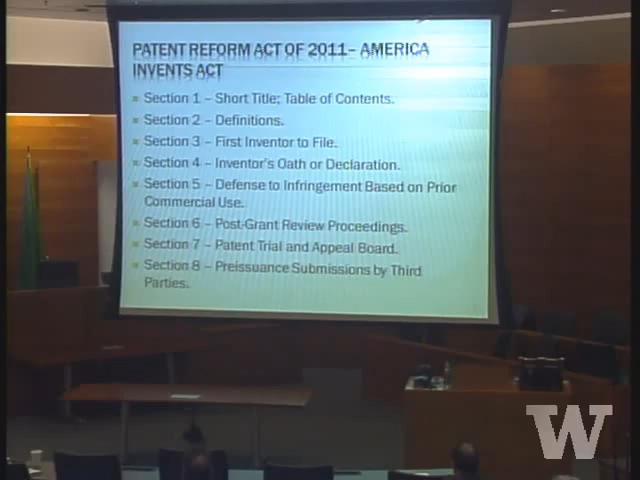 PATENT REFORM ACT OF 2011– AMERICA
INVENTS ACT
Section 1 – Short Title; Table of Contents.
Section 2 – Definitions.
Section 3 – First Inventor to File.
Section 4 – Inventor's Oath or Declaration.
Section 5 – Defense to Infringement Based on Prior
Commercial Use.
Section 6 – Post-Grant Review Proceedings.
Section 7 – Patent Trial and Appeal Board.
Section 8 – Preissuance Submissions by Third
Parties.
W